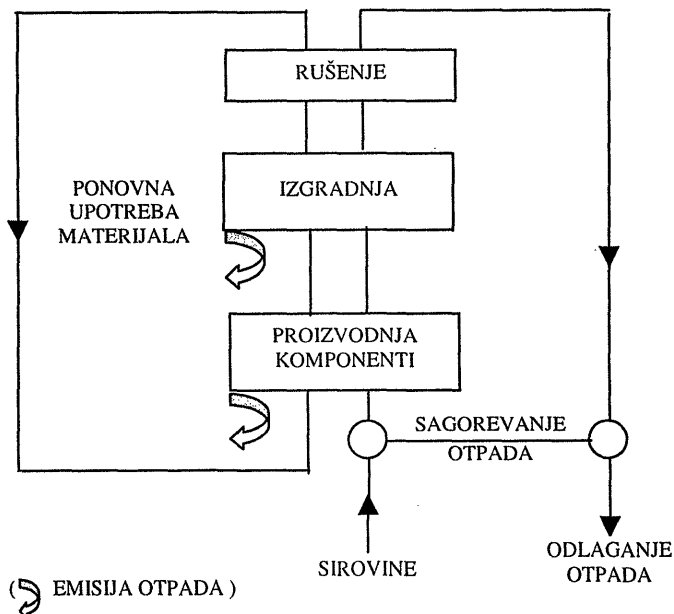 RUŠENJE
IZGRADNJA
PONOVNA
UPOTREBA
MATERIJALA
PROIZVODNJA
KOMPONENTI
SAGOREVANJE
OTPADA
SIROVINE
ODLAGANJE
OTPADA
( EMISIJA OTPADA )